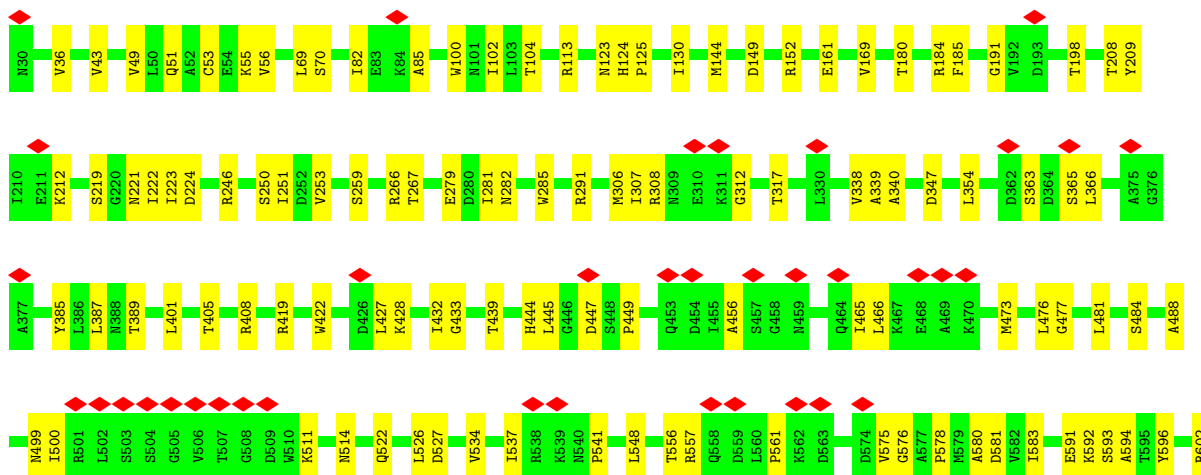 N30 V36 V43 V49 L50 Q51 A52 C53 E54 K55 V56 L69 S70 I82 E83 K84 A85 W100 N101 I102 L103 T104 R113 N123 H124 P125 I130 M144 D149 R152 E161 V169 T180 R184 F185 G191 V192 D193 T198 T208 Y209
I210 E211 K212 S219 G220 N221 I222 I223 D224 R246 S250 I251 D252 V253 S259 R266 T267 E279 D280 I281 N282 W285 R291 M306 I307 R308 N309 E310 K311 G312 T317 L330 V338 A339 A340 D347 L354 D362 S363 D364 S365 L366 A375 G376
A377 Y385 L386 L387 N388 T389 L401 T405 R408 R419 W422 D426 L427 K428 I432 G433 T439 H444 L445 G446 D447 S448 P449 Q453 D454 I455 A456 S457 G458 N459 Q464 I465 L466 K467 E468 A469 K470 M473 L476 G477 L481 S484 A488
N499 I500 R501 L502 S503 S504 G505 V506 T507 G508 D509 W510 K511 N514 Q522 L526 D527 V534 I537 R538 K539 N540 P541 L548 T556 R557 Q558 D559 L560 P561 K562 D563 D574 V575 G576 A577 P578 M579 A580 D581 V582 I583 E591 K592 S593 A594 T595 Y596